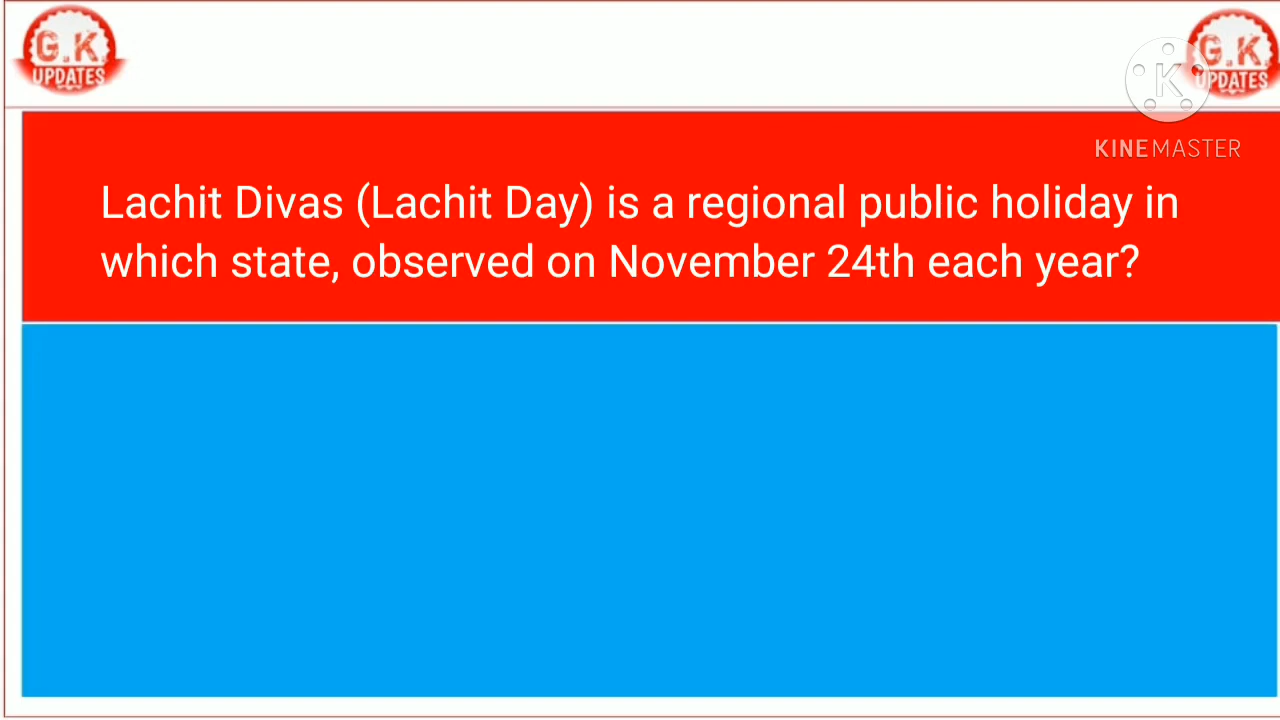 G.K.
UPDATES
G.K.
UPDATES
K
KINEMASTER
Lachit Divas (Lachit Day) is a regional public holiday in
which state, observed on November 24th each year?